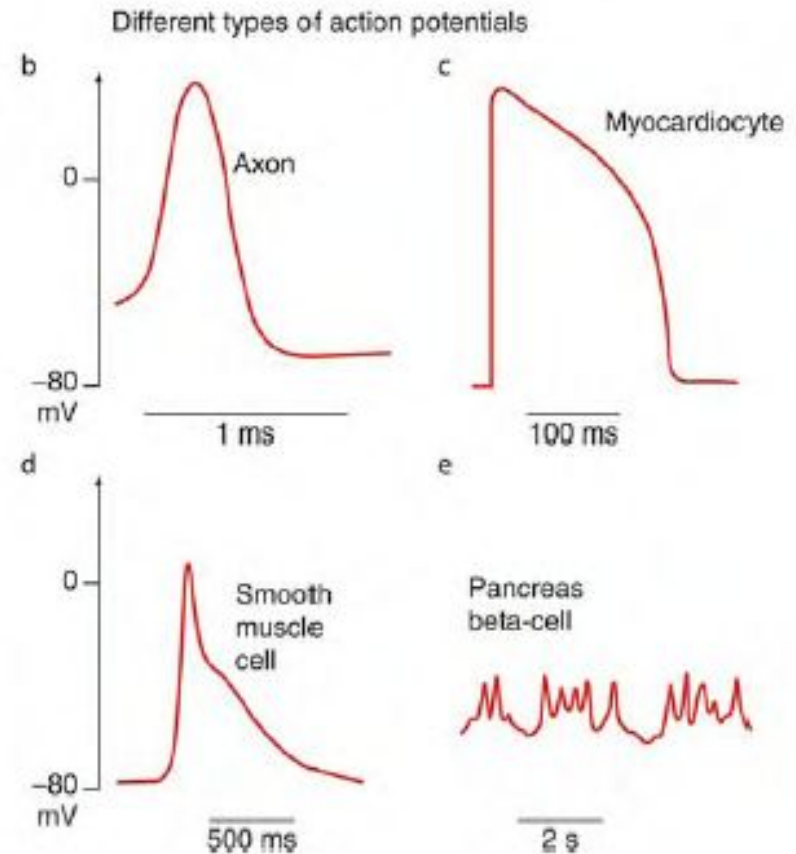 Different types of action potentials
b
c
Axon
Myocardiocyte
0
−80
mV
1 ms
100 ms
d
e
0
Smooth
muscle
cell
Pancreas
beta-cell
−80
mV
500 ms
2 s